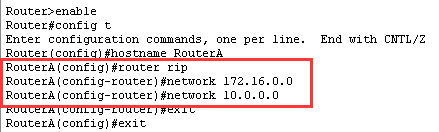 Router>enable
Router#config t
Enter configuration commands, one per line.  End with CNTL/Z
Router(config)#hostname RouterA
RouterA(config)#router rip
RouterA(config-router)#network 172.16.0.0
RouterA(config-router)#network 10.0.0.0
RouterA(config-router)#exit
RouterA(config)#exit